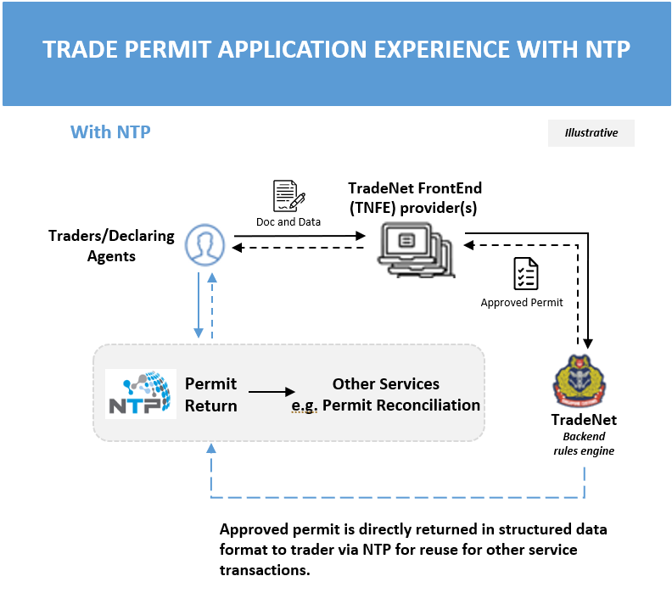 TRADE PERMIT APPLICATION EXPERIENCE WITH NTP
With NTP
Illustrative
TradeNet FrontEnd
(TNFE) provider(s)
Doc and Data
Traders/Declaring
Agents
Approved Permit
NTP
Permit
Return
Other Services
e.g. Permit Reconciliation
TradeNet
Backend
rules engine
Approved permit is directly returned in structured data
format to trader via NTP for reuse for other service
transactions.